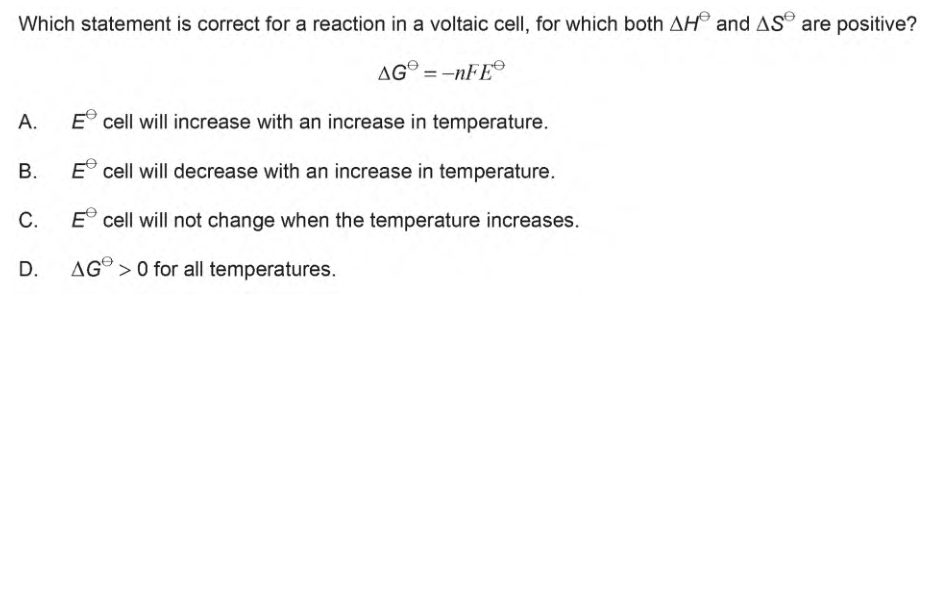 Which statement is correct for a reaction in a voltaic cell, for which both ΔH⊖ and ΔS⊖ are positive?
ΔG⊖ = –nFE⊖
A. E⊖ cell will increase with an increase in temperature.
B. E⊖ cell will decrease with an increase in temperature.
C. E⊖ cell will not change when the temperature increases.
D. ΔG⊖ > 0 for all temperatures.